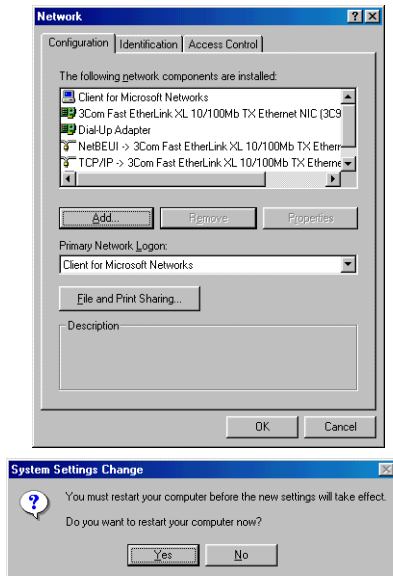 Network
Configuration Identification Access Control
The following network components are installed:
Client for Microsoft Networks
3Com Fast EtherLink XL 10/100Mb TX Ethernet NIC (3C9
Dial-Up Adapter
NetBEUI -> 3Com Fast EtherLink XL 10/100Mb TX Ethern
TCP/IP -> 3Com Fast EtherLink XL 10/100Mb TX Etherne
Add... Remove Properties
Primary Network Logon:
Client for Microsoft Networks
File and Print Sharing...
Description
OK Cancel
System Settings Change
You must restart your computer before the new settings will take effect.
Do you want to restart your computer now?
Yes No